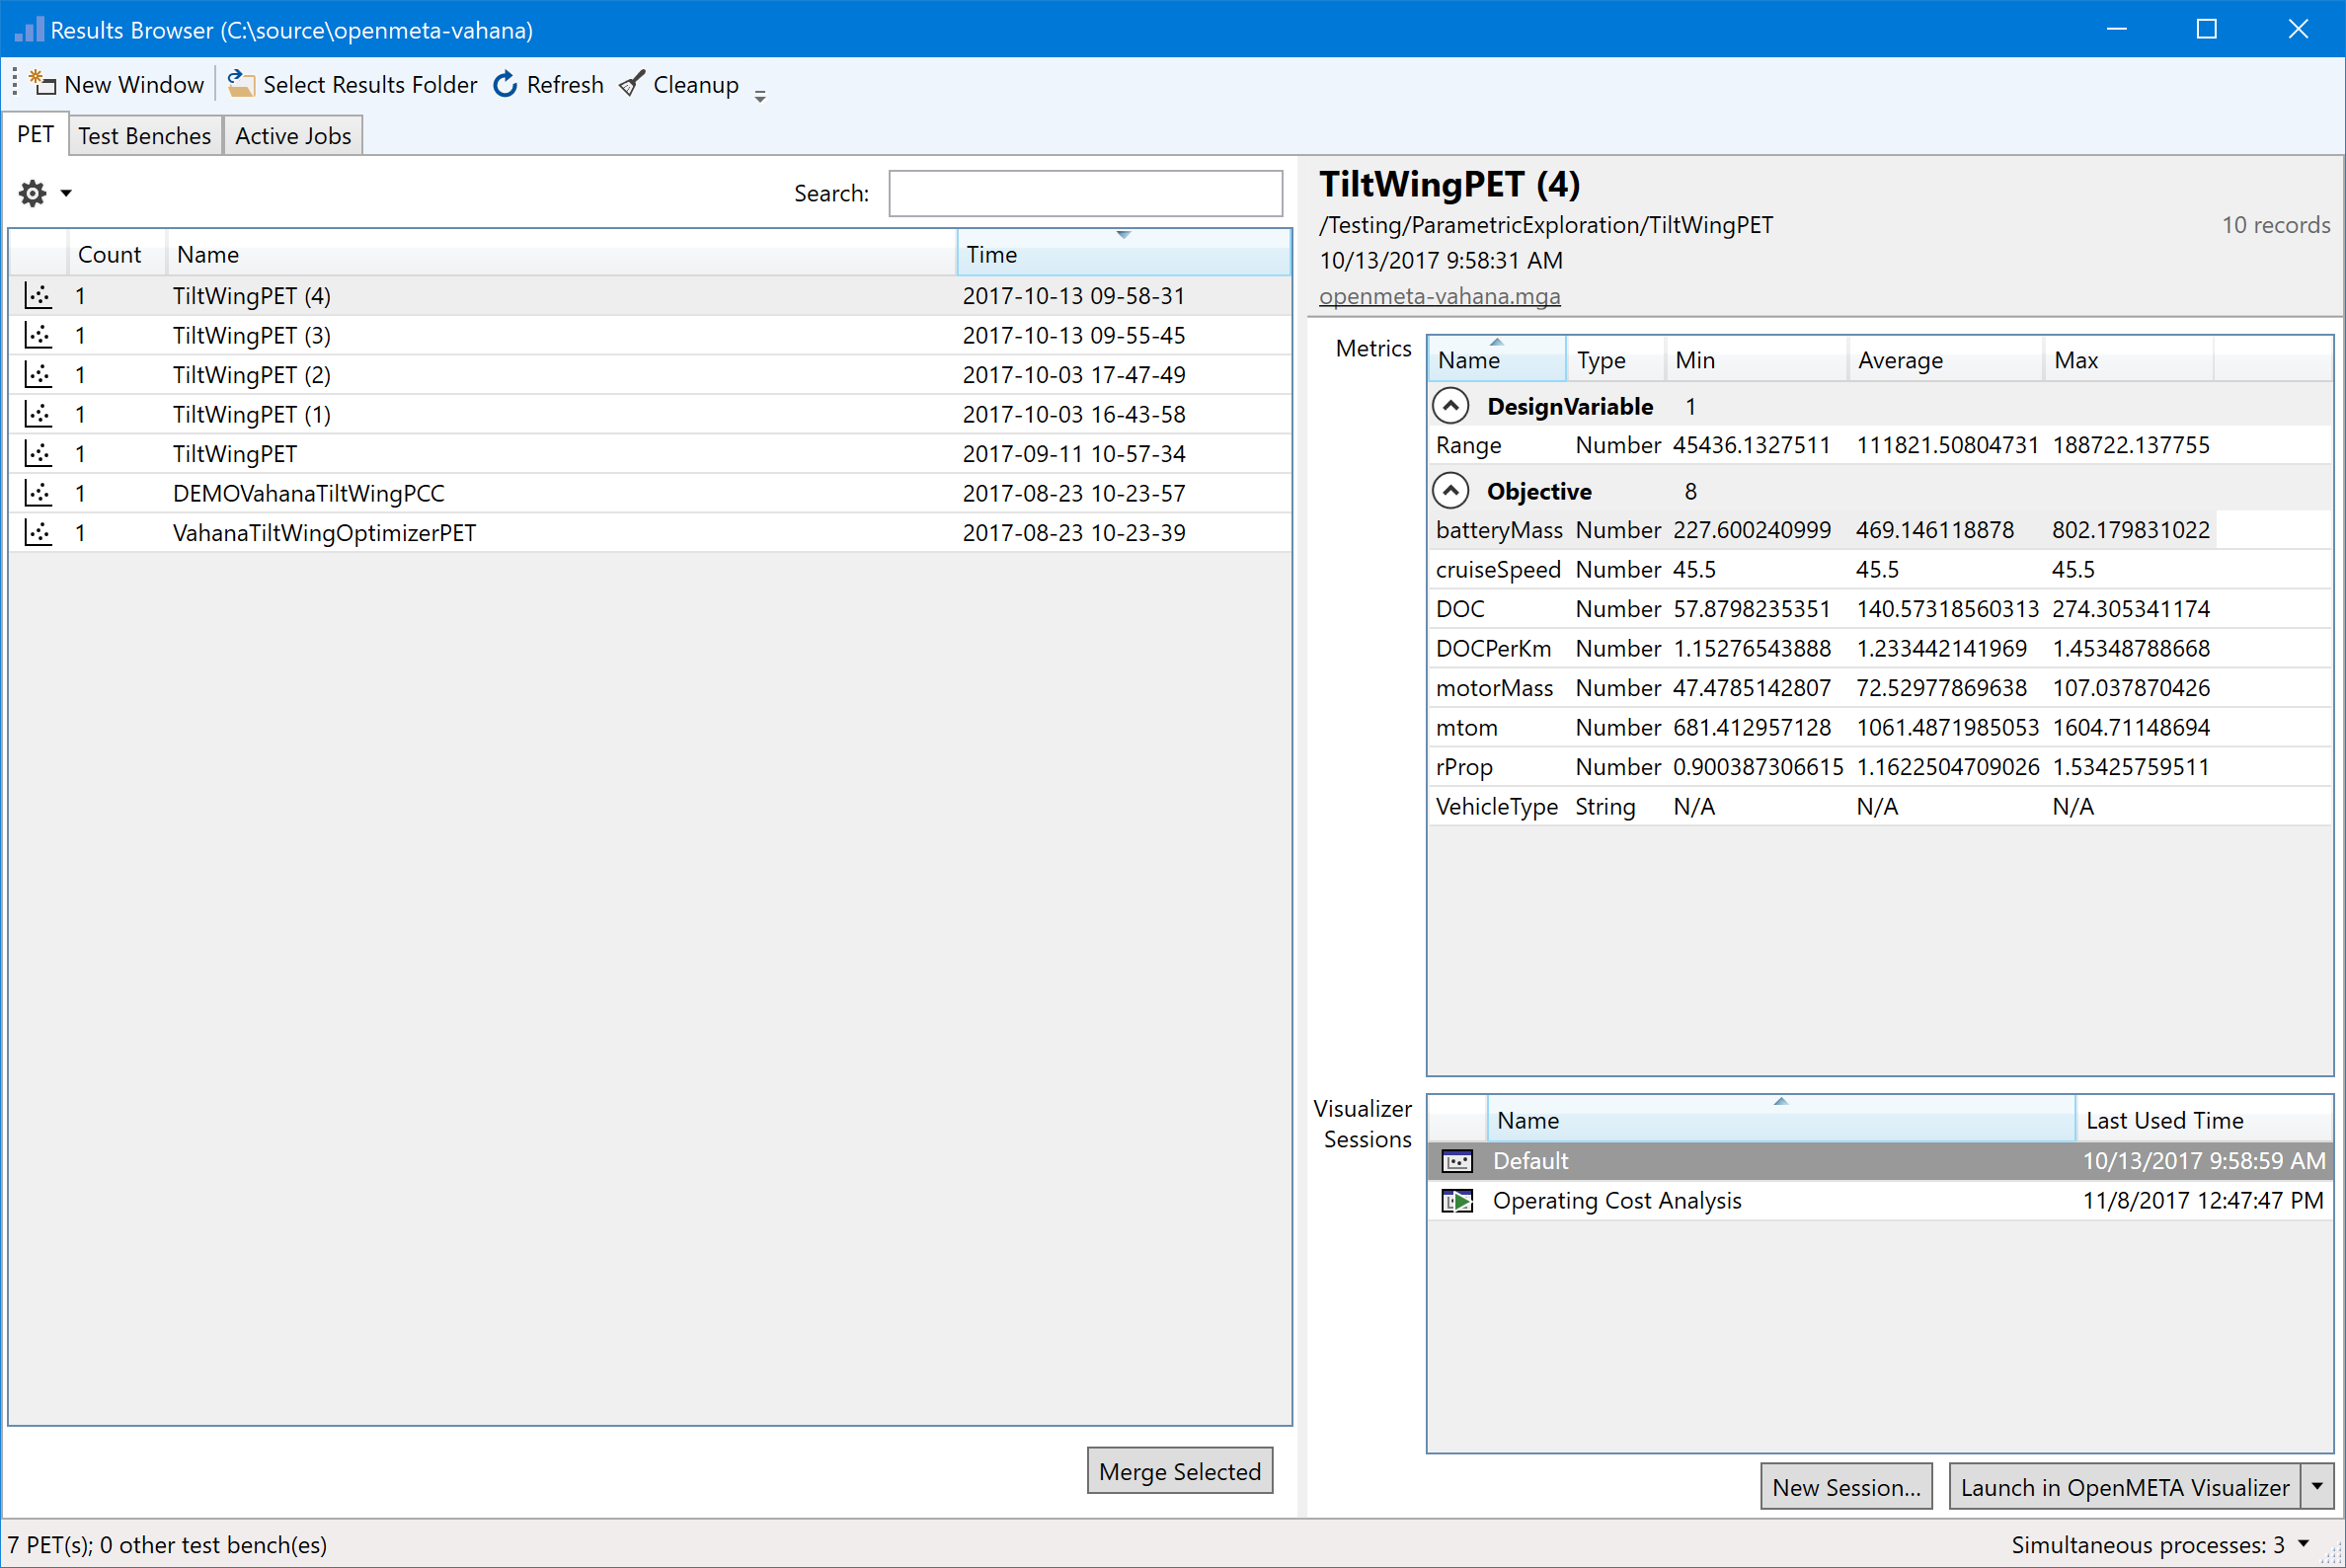 Results Browser (C:\source\openmeta-vahana)
New Window Select Results Folder Refresh Cleanup
PET Test Benches Active Jobs
Search:
Count Name Time
1 TiltWingPET (4) 2017-10-13 09-58-31
1 TiltWingPET (3) 2017-10-13 09-55-45
1 TiltWingPET (2) 2017-10-03 17-47-49
1 TiltWingPET (1) 2017-10-03 16-43-58
1 TiltWingPET 2017-09-11 10-57-34
1 DEMOVahanaTiltWingPCC 2017-08-23 10-23-57
1 VahanaTiltWingOptimizerPET 2017-08-23 10-23-39
Merge Selected
TiltWingPET (4)
/Testing/ParametricExploration/TiltWingPET 10 records
10/13/2017 9:58:31 AM
openmeta-vahana.mga
Metrics
Name Type Min Average Max
DesignVariable 1
Range Number 45436.1327511 111821.50804731 188722.137755
Objective 8
batteryMass Number 227.600240999 469.146118878 802.179831022
cruiseSpeed Number 45.5 45.5 45.5
DOC Number 57.8798235351 140.57318560313 274.305341174
DOCPerKm Number 1.15276543888 1.233442141969 1.45348788668
motorMass Number 47.4785142807 72.52977869638 107.037870426
mtom Number 681.412957128 1061.4871985053 1604.71148694
rProp Number 0.900387306615 1.1622504709026 1.53425759511
VehicleType String N/A N/A N/A
Visualizer
Sessions
Name Last Used Time
Default 10/13/2017 9:58:59 AM
Operating Cost Analysis 11/8/2017 12:47:47 PM
New Session... Launch in OpenMETA Visualizer
7 PET(s); 0 other test bench(es) Simultaneous processes: 3